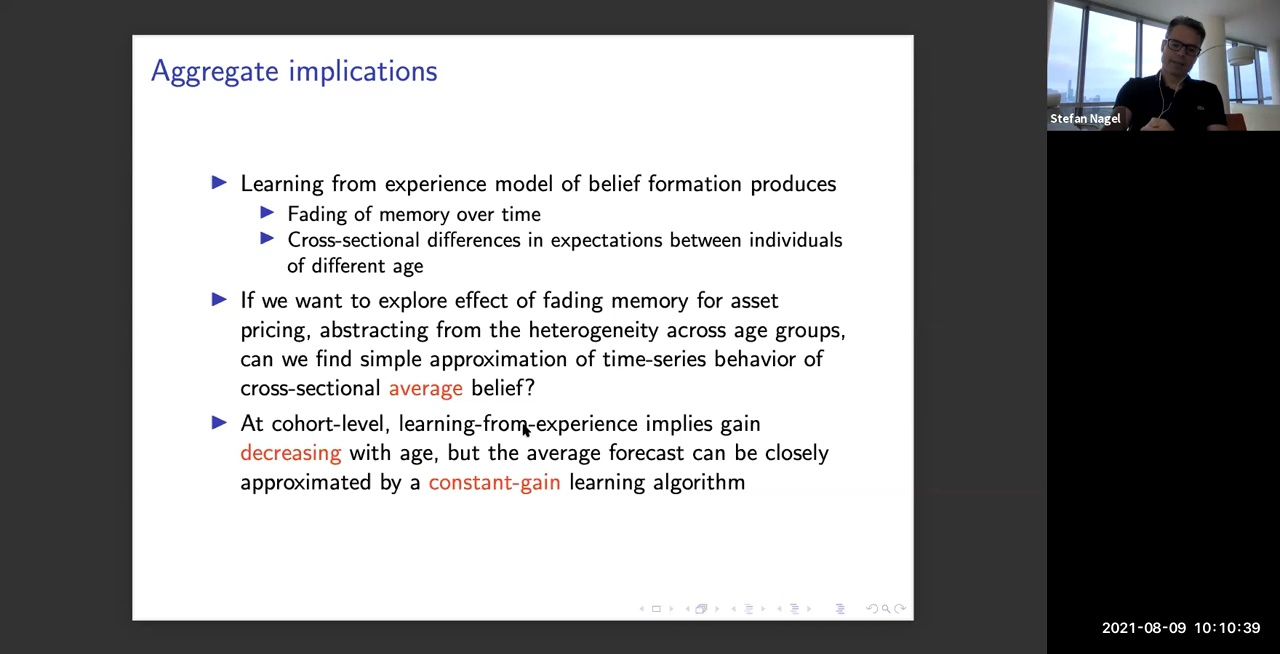 Aggregate implications
Learning from experience model of belief formation produces
Fading of memory over time
Cross-sectional differences in expectations between individuals
of different age
If we want to explore effect of fading memory for asset
pricing, abstracting from the heterogeneity across age groups,
can we find simple approximation of time-series behavior of
cross-sectional average belief?
At cohort-level, learning-from-experience implies gain
decreasing with age, but the average forecast can be closely
approximated by a constant-gain learning algorithm
Stefan Nagel
2021-08-09 10:10:39